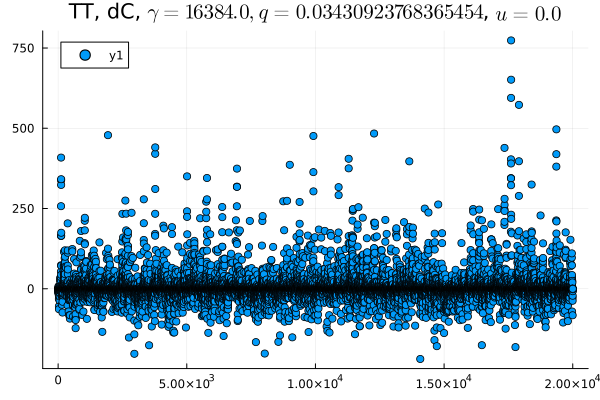 TT, dC, γ = 16384.0, q = 0.03430923768365454, u = 0.0
y1
750
500
250
0
0 5.00×10³ 1.00×10⁴ 1.50×10⁴ 2.00×10⁴